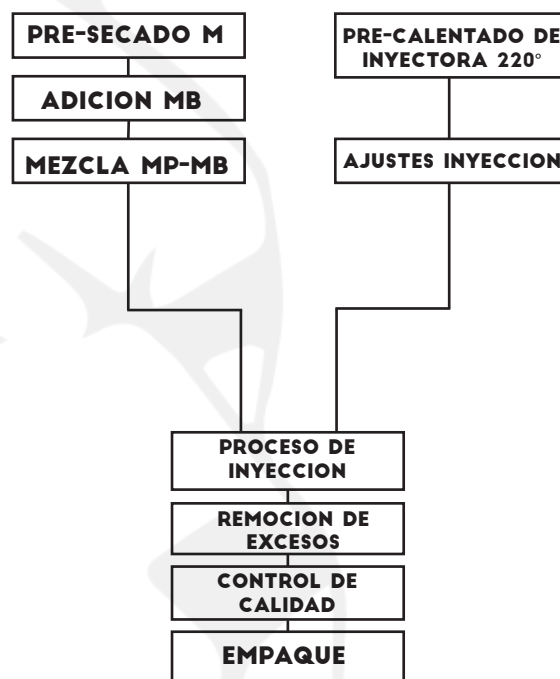 PRE-SECADO M
ADICION MB
MEZCLA MP-MB
PRE-CALENTADO DE
INYECTORA 220°
AJUSTES INYECCION
PROCESO DE
INYECCION
REMOCION DE
EXCESOS
CONTROL DE
CALIDAD
EMPAQUE